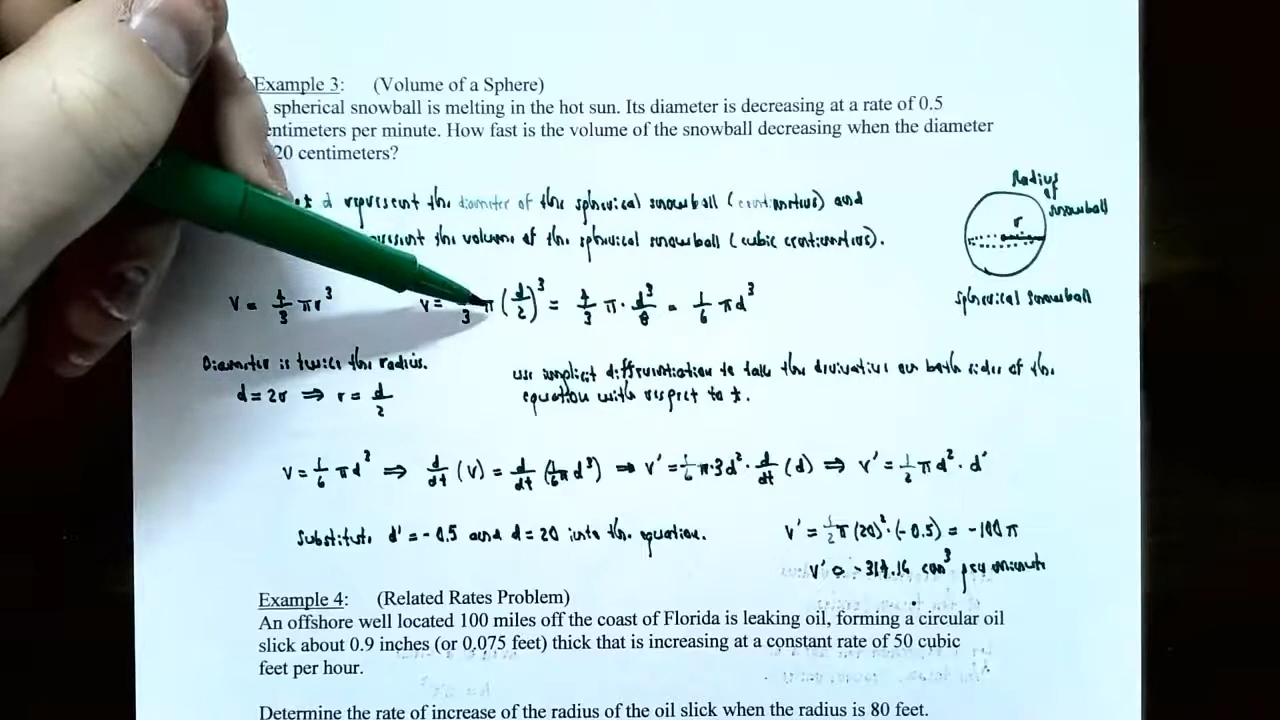 Example 3: (Volume of a Sphere)
spherical snowball is melting in the hot sun. Its diameter is decreasing at a rate of 0.5
ntimeters per minute. How fast is the volume of the snowball decreasing when the diameter
20 centimeters?
d represent the diameter of the spherical snowball (centimeters) and
the volume of the spherical snowball (cubic centimeters).
Radius of snowball
r
spherical snowball
V = 4/3 πr³
V = /3 π (d/2)³ = 4/3 π · d³/8 = 1/6 πd³
Diameter is twice the radius.
d = 2r ⇒ r = d/2
use implicit differentiation to take the derivative on both sides of the
equation with respect to t.
V = 1/6 πd³ ⇒ d/dt (V) = d/dt (1/6 πd³) ⇒ V' = 1/6 π·3d² · d/dt (d) ⇒ V' = 1/2 πd² · d'
Substitute d' = -0.5 and d = 20 into the equation.
V' = 1/2 π (20)² · (-0.5) = -100π
V' ≈ -314.16 cm³ per minute
Example 4: (Related Rates Problem)
An offshore well located 100 miles off the coast of Florida is leaking oil, forming a circular oil
slick about 0.9 inches (or 0.075 feet) thick that is increasing at a constant rate of 50 cubic
feet per hour.
Determine the rate of increase of the radius of the oil slick when the radius is 80 feet.